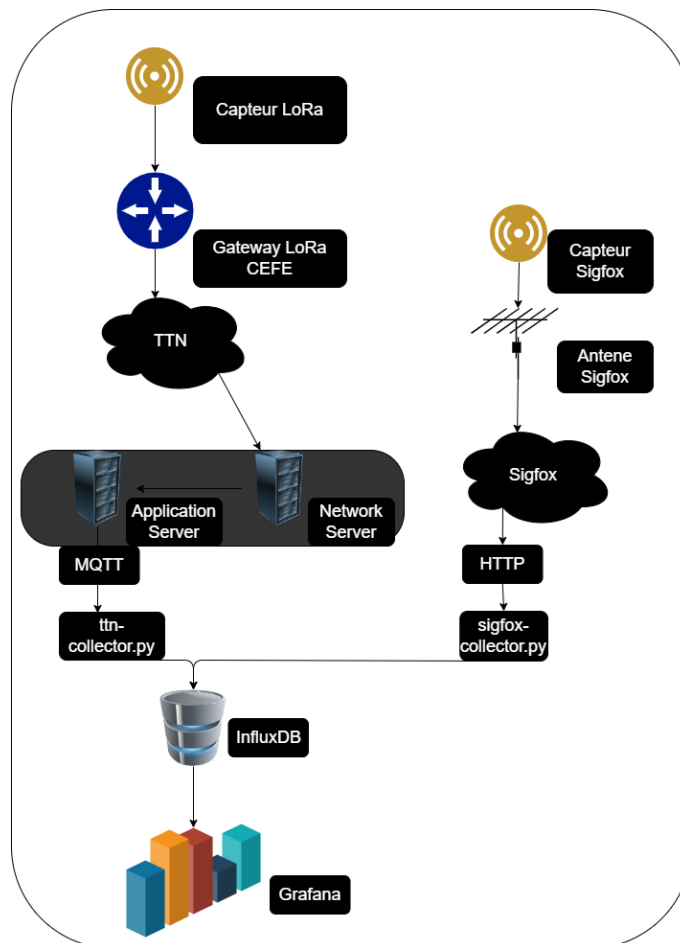 Capteur LoRa
Gateway LoRa
CEFE
Capteur
Sigfox
TTN
Antene
Sigfox
Sigfox
Application
Server
Network
Server
MQTT
HTTP
ttn-
collector.py
sigfox-
collector.py
InfluxDB
Grafana